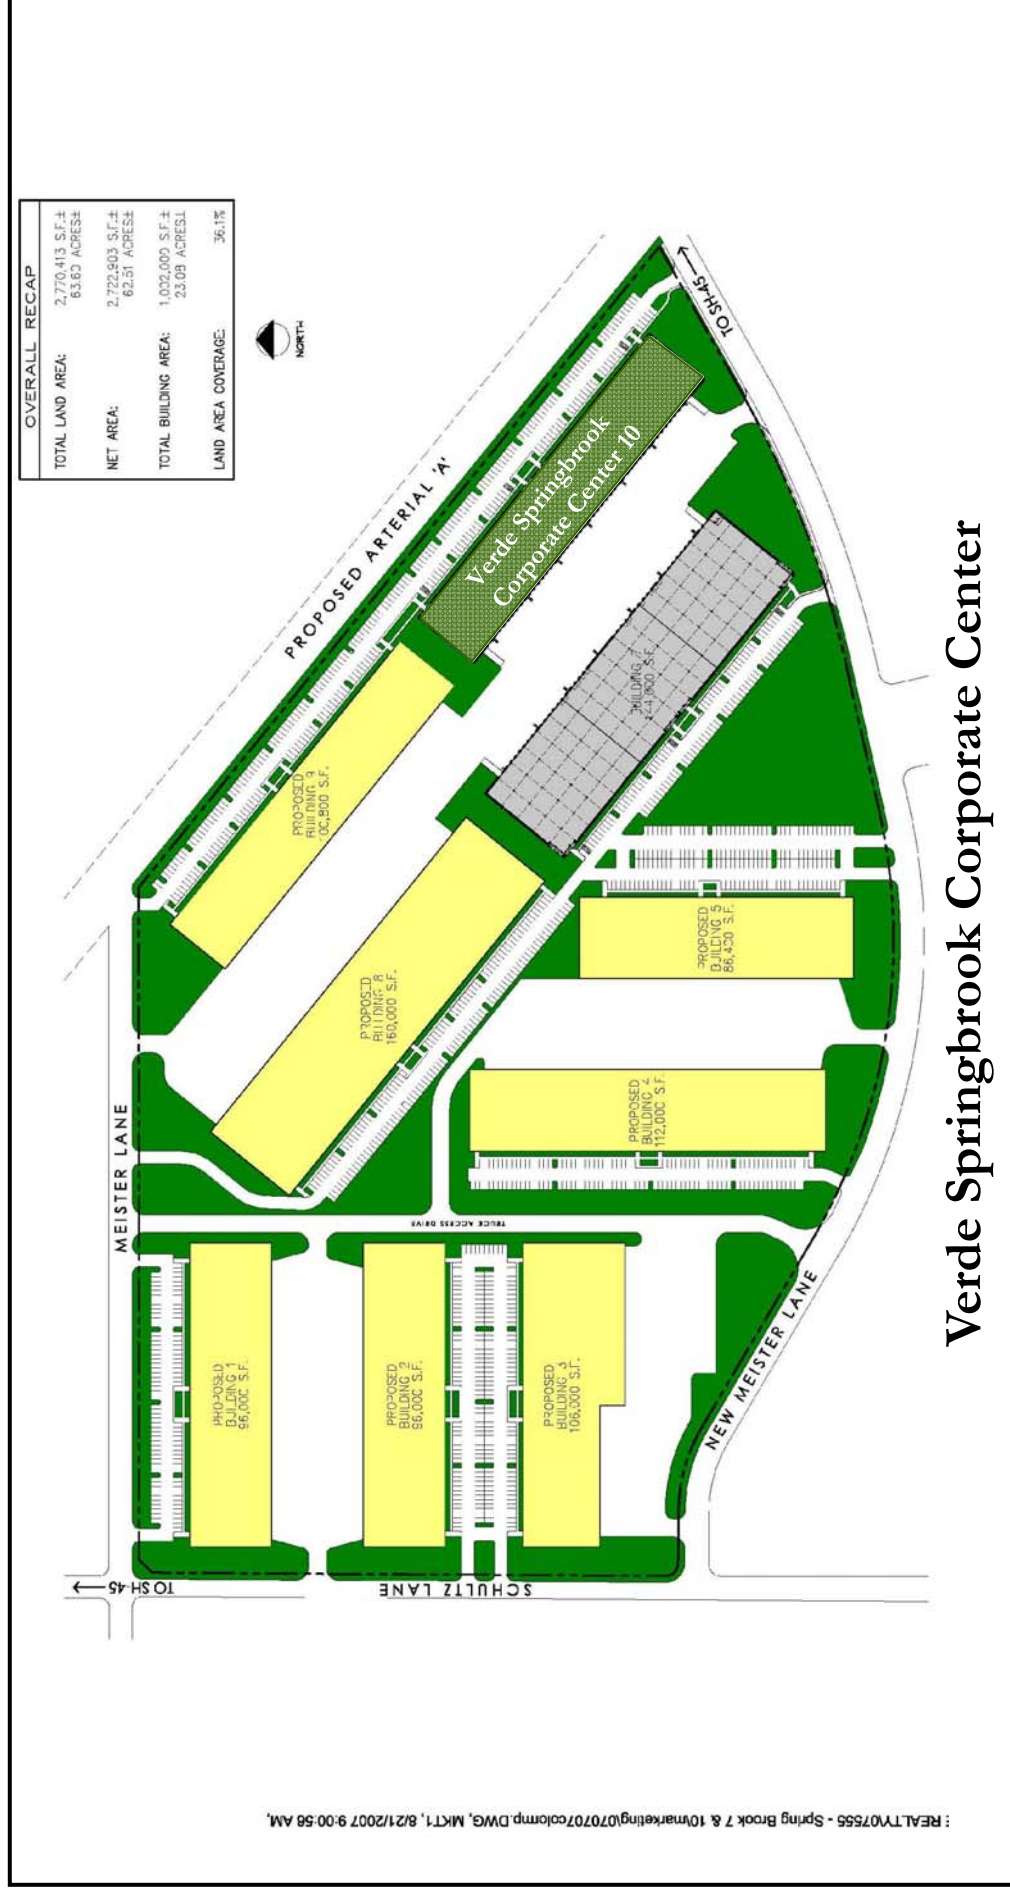 OVERALL RECAP
TOTAL LAND AREA: 2,770,413 S.F.±
63.60 ACRES±
NET AREA: 2,722,903 S.F.±
62.51 ACRES±
TOTAL BUILDING AREA: 1,002,000 S.F.±
23.08 ACRES±
LAND AREA COVERAGE: 36.1%
NORTH
PROPOSED ARTERIAL 'A'
TO SH-45
Verde Springbrook
Corporate Center 10
BUILDING 7
S.F.
PROPOSED
BUILDING 9
S.F.
PROPOSED
BUILDING 8
160,000 S.F.
PROPOSED
BUILDING 5
86,400 S.F.
PROPOSED
BUILDING 4
112,000 S.F.
MEISTER LANE
TRUCK ACCESS DRIVE
PROPOSED
BUILDING 1
96,000 S.F.
PROPOSED
BUILDING 2
S.F.
PROPOSED
BUILDING 3
106,000 S.F.
NEW MEISTER LANE
TO SH-45
SCHULTZ LANE
Verde Springbrook Corporate Center
REALTY\07555 - Spring Brook 7 & 10\marketing\070707colormp.DWG, MKT1, 8/21/2007 9:00:56 AM,